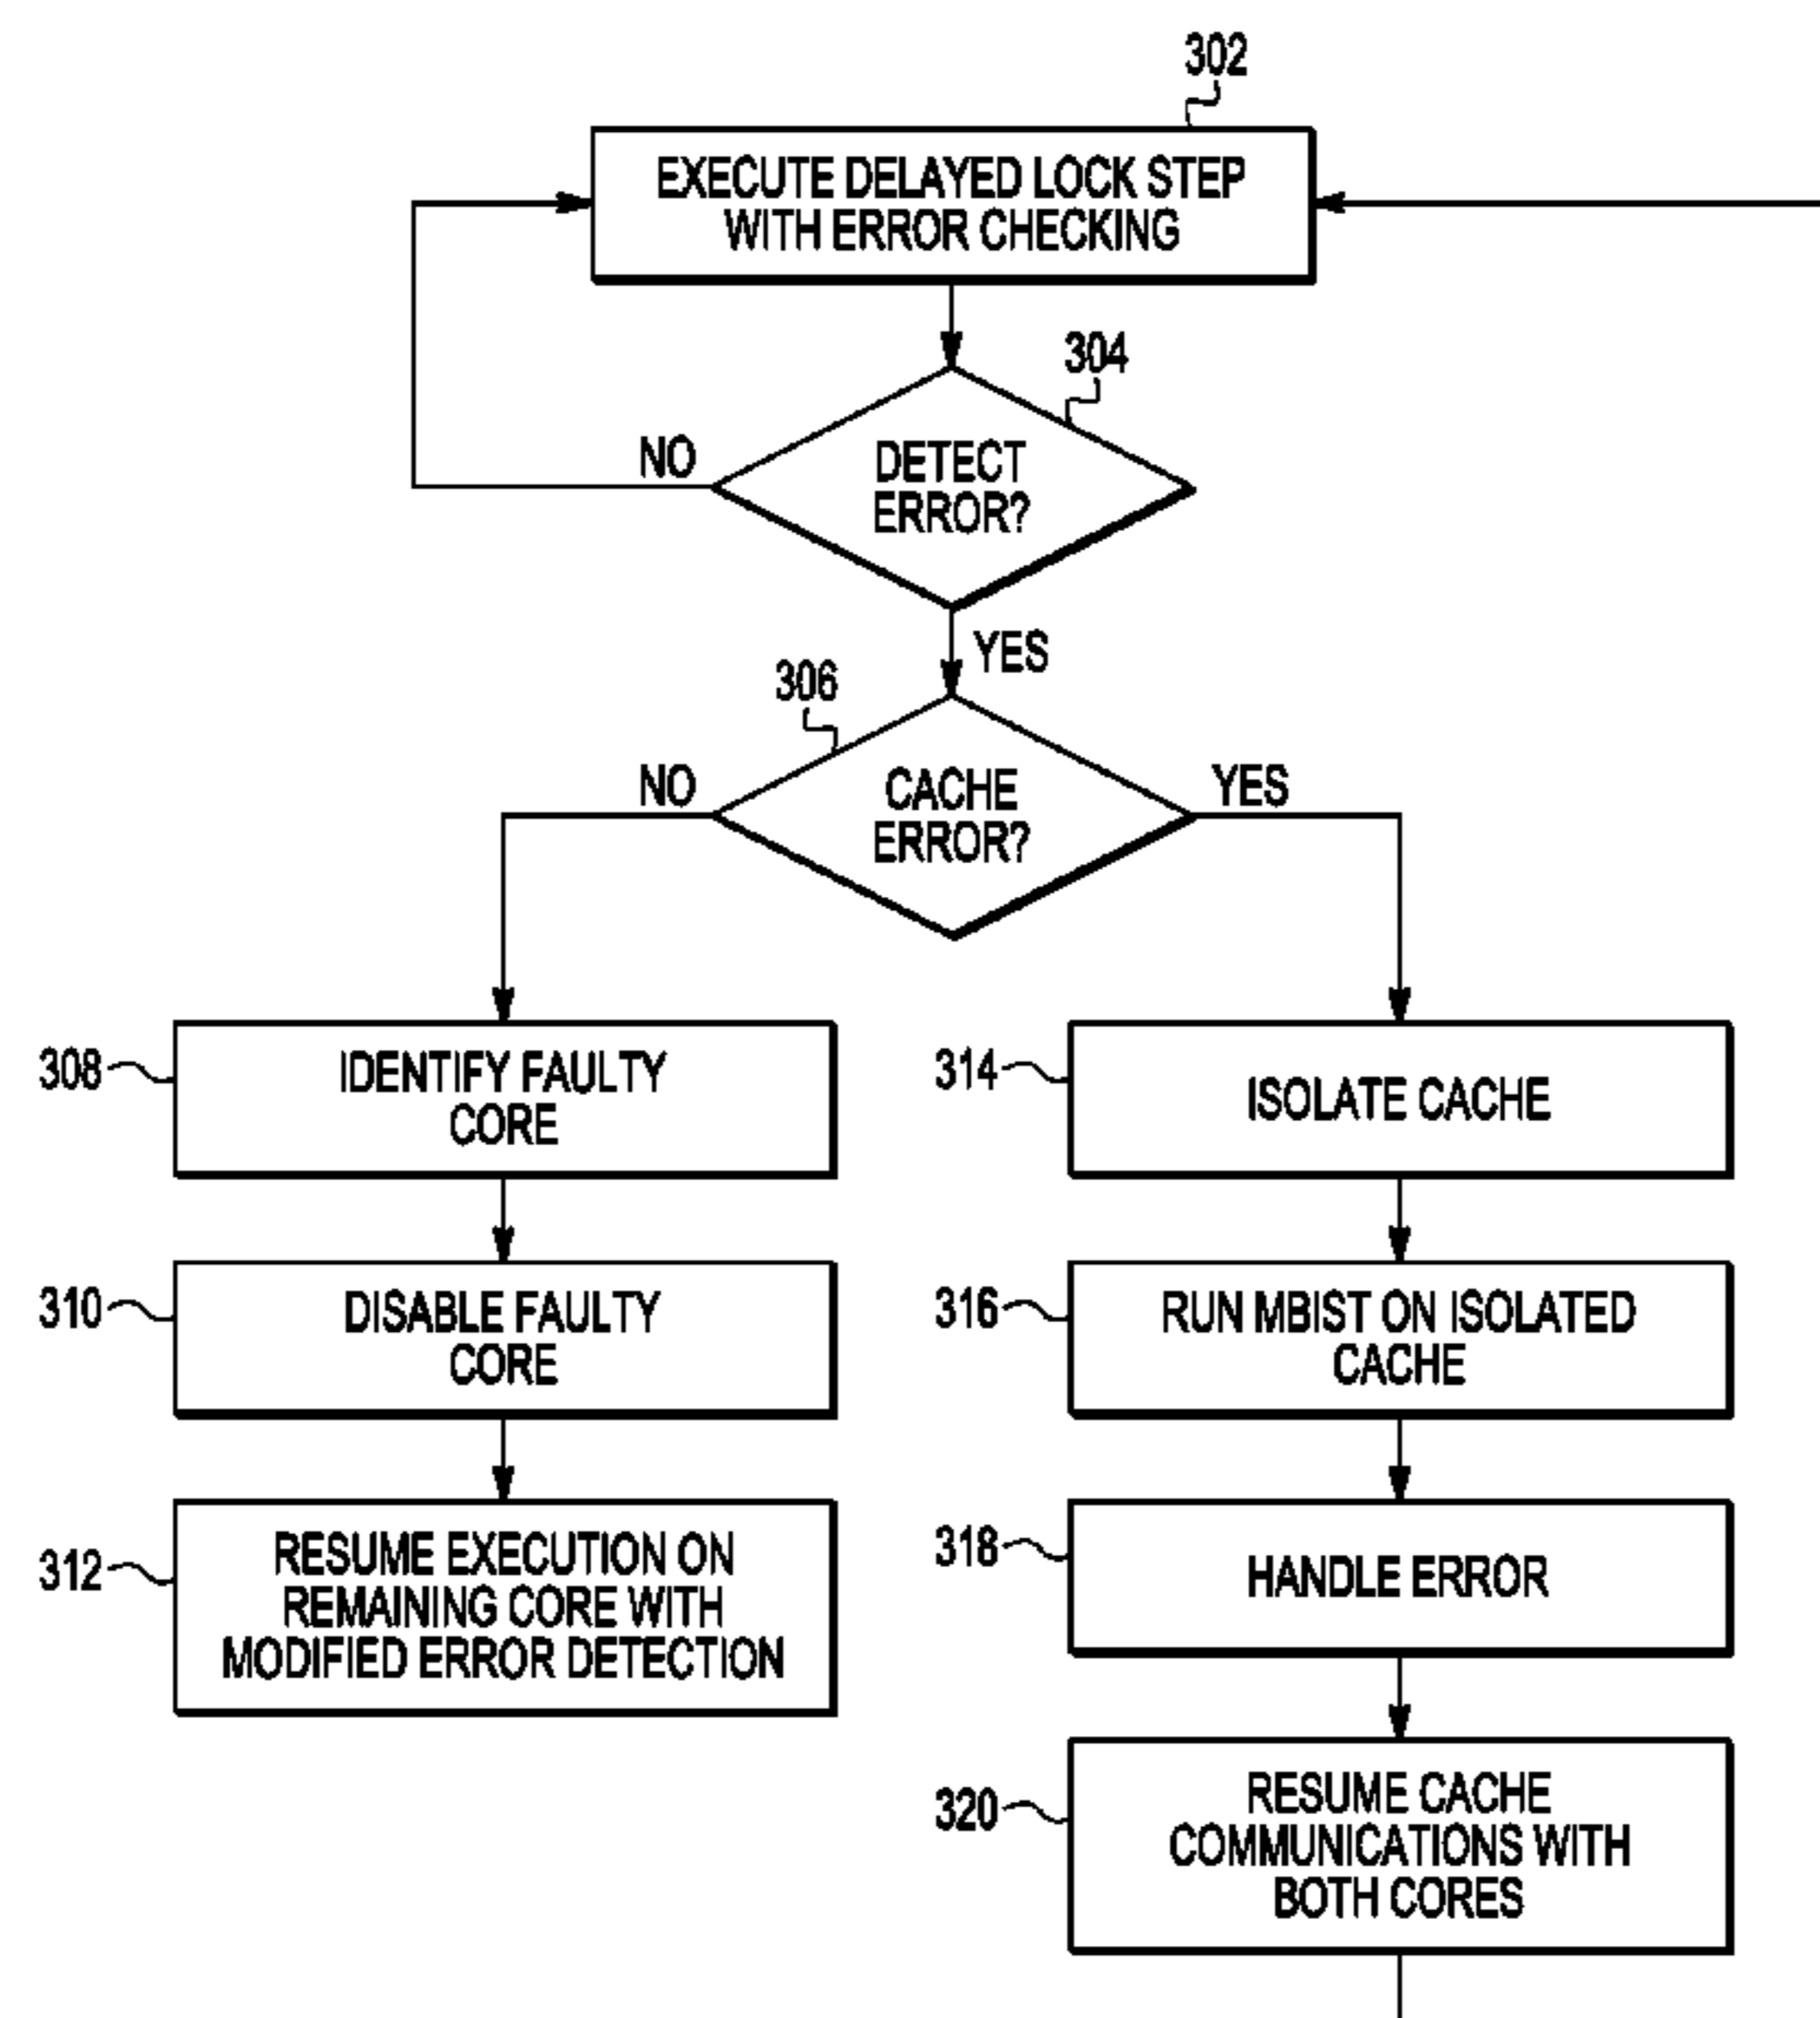 302
EXECUTE DELAYED LOCK STEP
WITH ERROR CHECKING
304
DETECT
ERROR?
NO
YES
306
CACHE
ERROR?
NO
YES
308
IDENTIFY FAULTY
CORE
310
DISABLE FAULTY
CORE
312
RESUME EXECUTION ON
REMAINING CORE WITH
MODIFIED ERROR DETECTION
314
ISOLATE CACHE
316
RUN MBIST ON ISOLATED
CACHE
318
HANDLE ERROR
320
RESUME CACHE
COMMUNICATIONS WITH
BOTH CORES